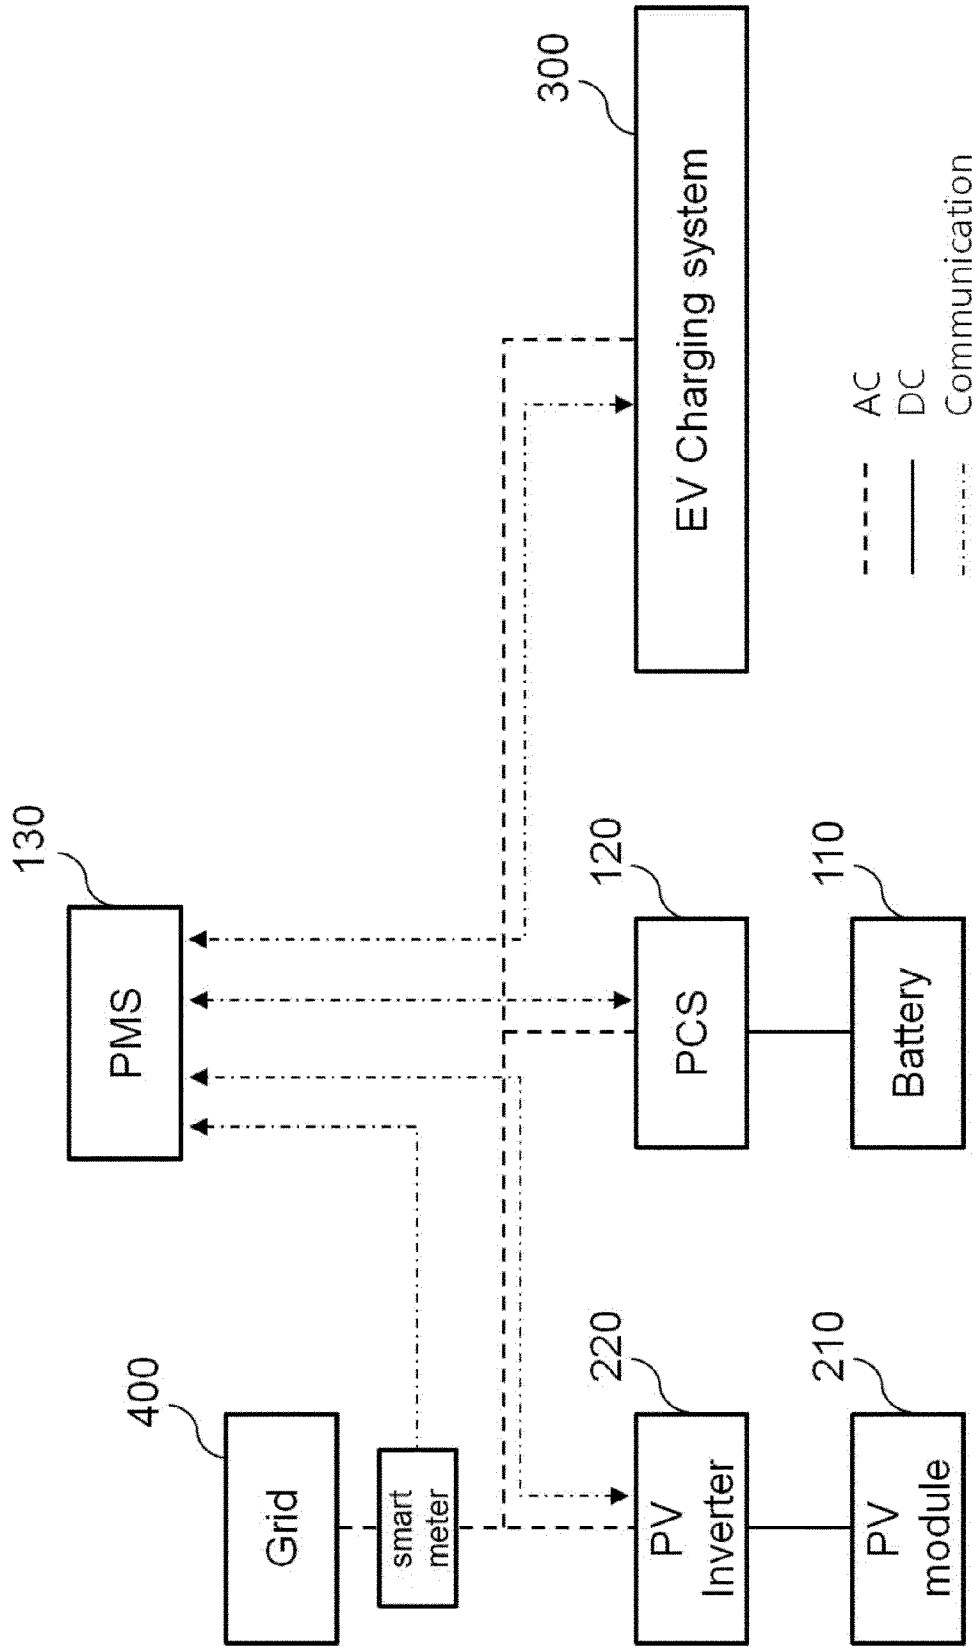 130
PMS
400
Grid
smart
meter
220
PV
Inverter
120
PCS
300
EV Charging system
210
PV
module
110
Battery
AC
DC
Communication